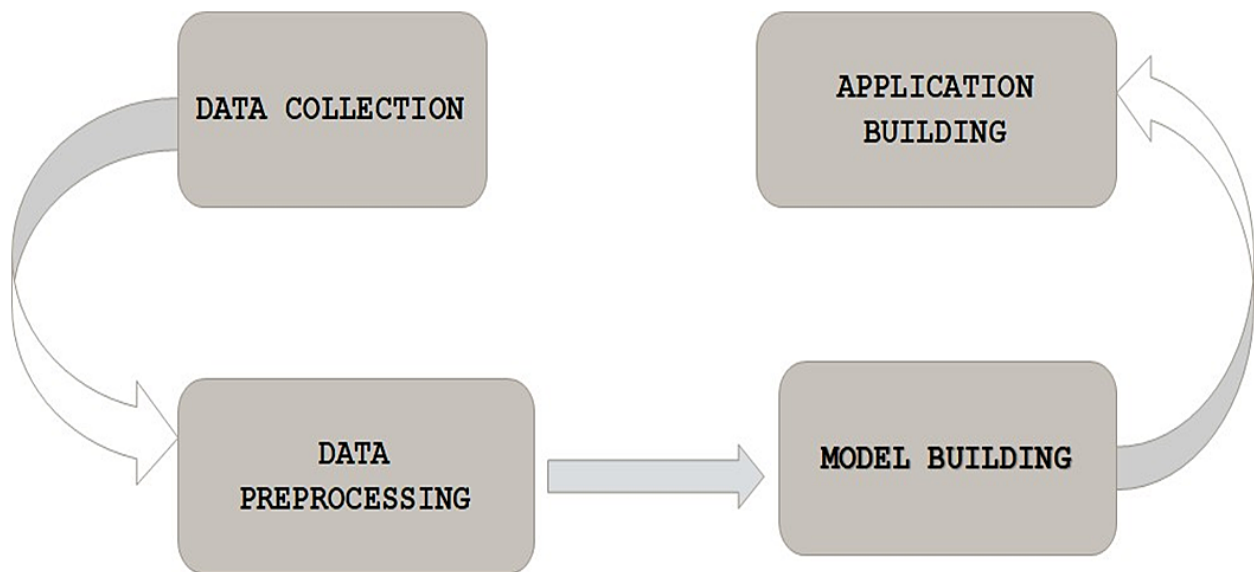 DATA COLLECTION
APPLICATION
BUILDING
DATA
PREPROCESSING
MODEL BUILDING